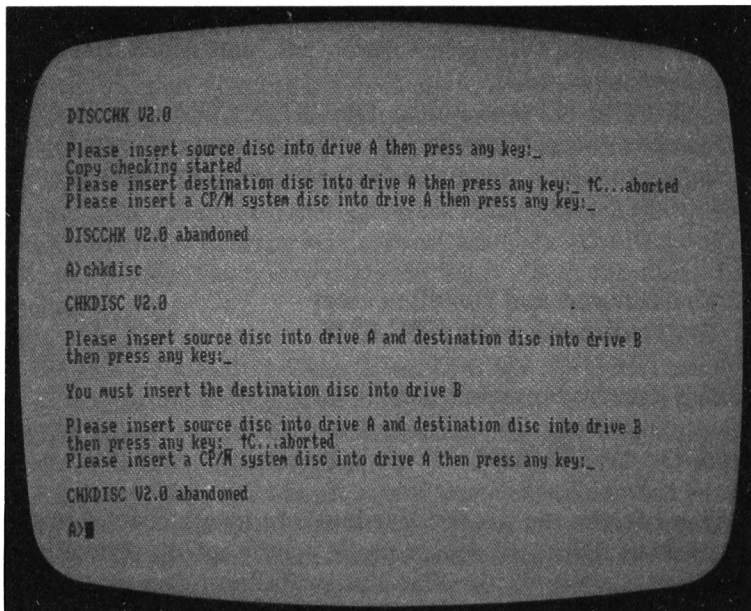 DISCCHK V2.0
Please insert source disc into drive A then press any key:_
Copy checking started
Please insert destination disc into drive A then press any key:_ ↑C...aborted
Please insert a CP/M system disc into drive A then press any key:_
DISCCHK V2.0 abandoned
A>chkdisc
CHKDISC V2.0
Please insert source disc into drive A and destination disc into drive B
then press any key:_
You must insert the destination disc into drive B
Please insert source disc into drive A and destination disc into drive B
then press any key:_ ↑C...aborted
Please insert a CP/M system disc into drive A then press any key:_
CHKDISC V2.0 abandoned
A>